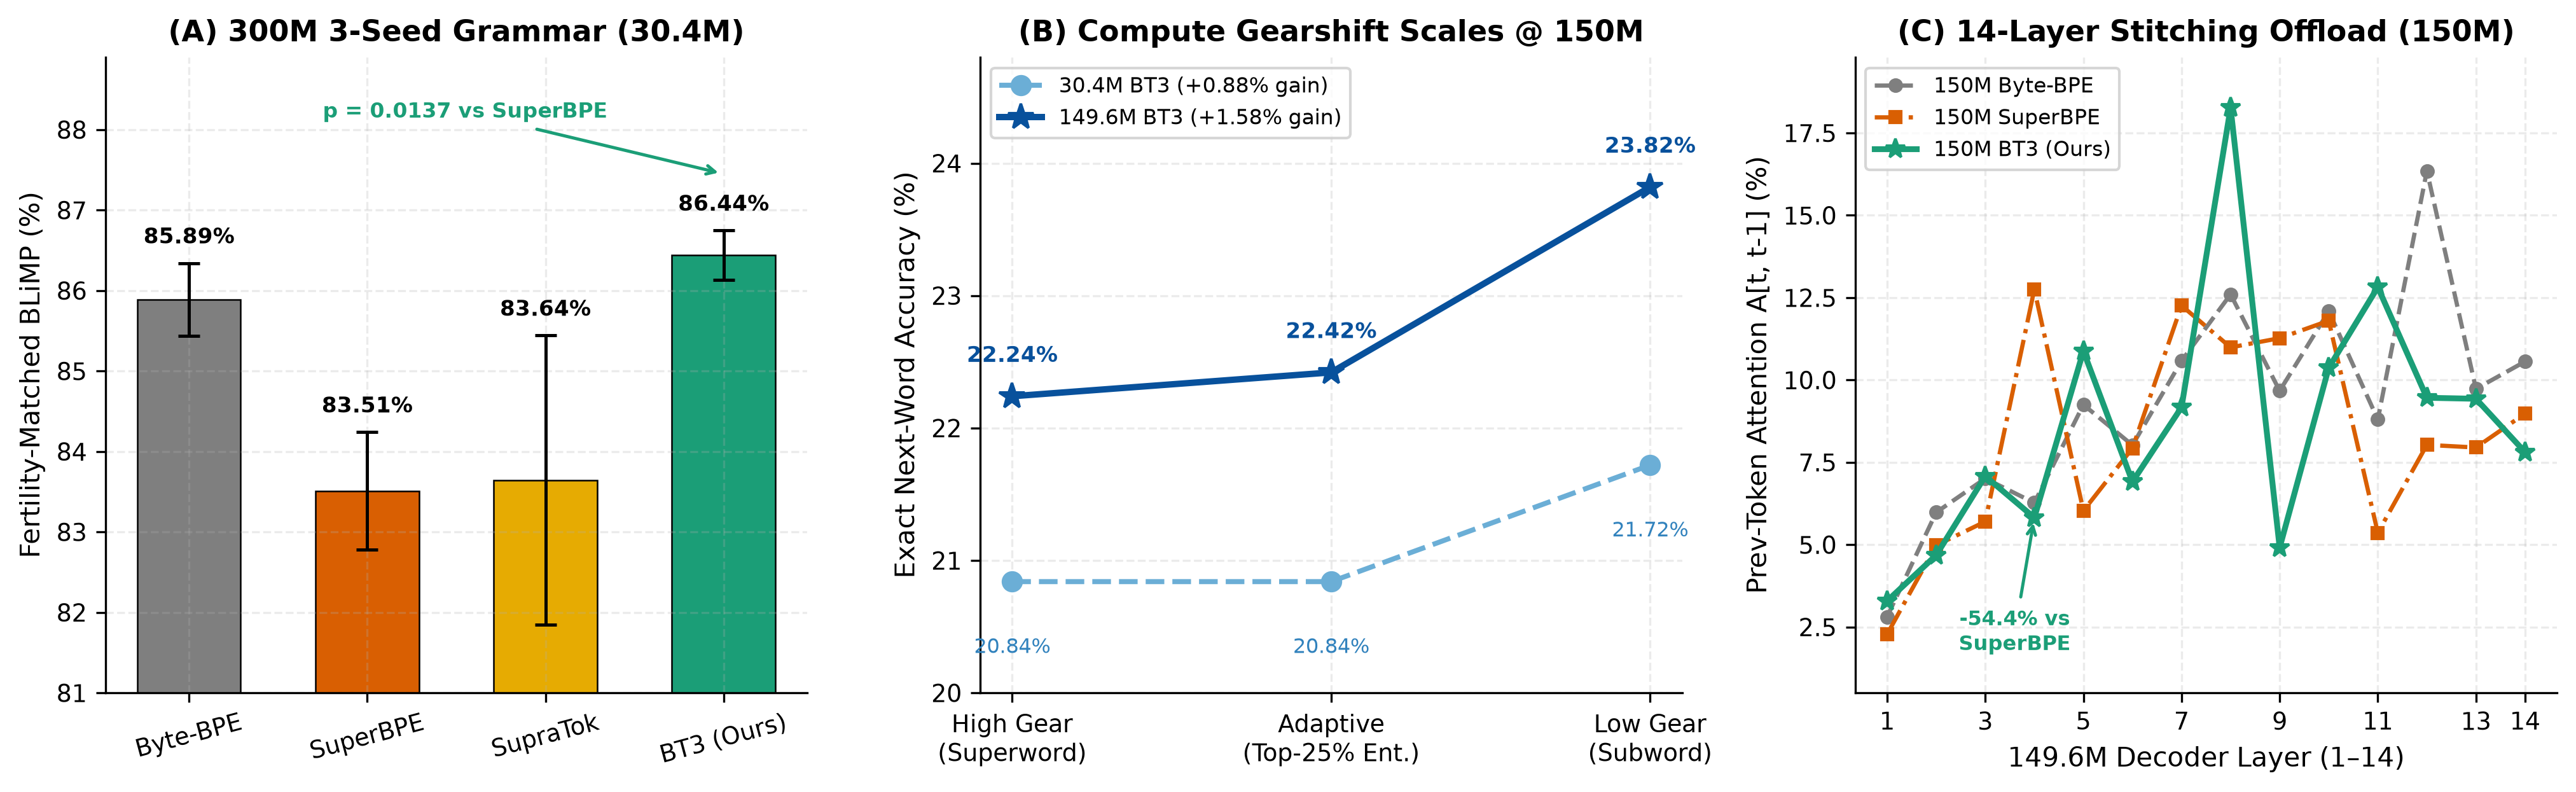 (A) 300M 3-Seed Grammar (30.4M)
Fertility-Matched BLiMP (%)
88
87
86
85
84
83
82
81
p = 0.0137 vs SuperBPE
85.89%
83.51%
83.64%
86.44%
Byte-BPE
SuperBPE
SupraTok
BT3 (Ours)
(B) Compute Gearshift Scales @ 150M
Exact Next-Word Accuracy (%)
24
23
22
21
20
30.4M BT3 (+0.88% gain)
149.6M BT3 (+1.58% gain)
22.24%
22.42%
23.82%
20.84%
20.84%
21.72%
High Gear
(Superword)
Adaptive
(Top-25% Ent.)
Low Gear
(Subword)
(C) 14-Layer Stitching Offload (150M)
Prev-Token Attention A[t, t-1] (%)
17.5
15.0
12.5
10.0
7.5
5.0
2.5
150M Byte-BPE
150M SuperBPE
150M BT3 (Ours)
-54.4% vs
SuperBPE
1
3
5
7
9
11
13
14
149.6M Decoder Layer (1–14)